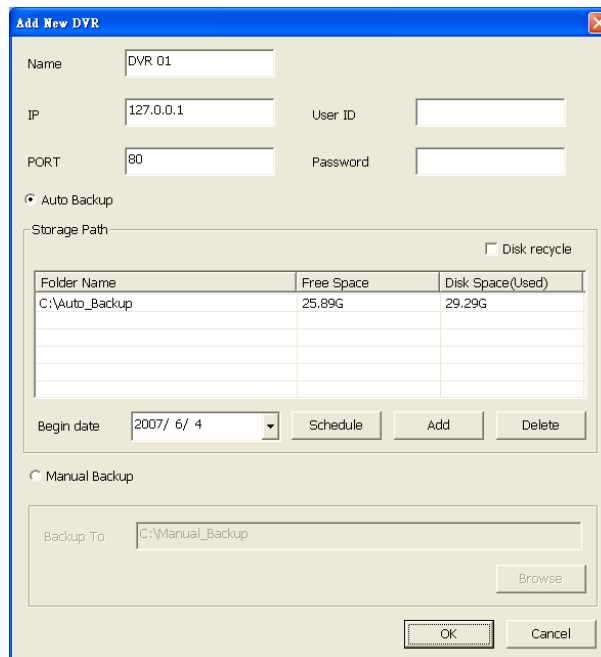 Add New DVR
Name DVR 01
IP 127.0.0.1 User ID
PORT 80 Password
Auto Backup
Storage Path
Disk recycle
Folder Name Free Space Disk Space(Used)
C:\Auto_Backup 25.89G 29.29G
Begin date 2007/ 6/ 4 Schedule Add Delete
Manual Backup
Backup To C:\Manual_Backup
Browse
OK Cancel